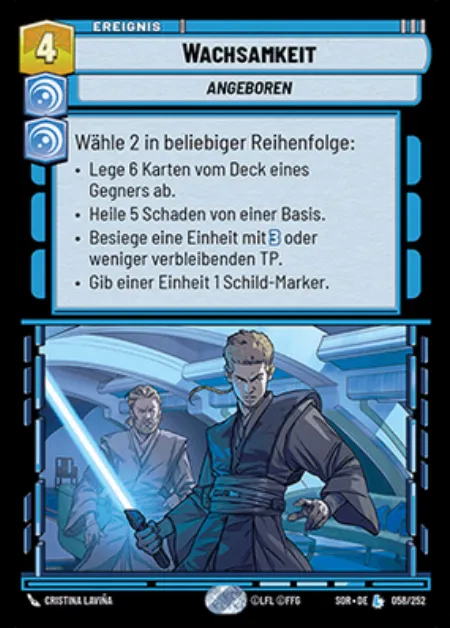 EREIGNIS
4
WACHSAMKEIT
ANGEBOREN
Wähle 2 in beliebiger Reihenfolge:
• Lege 6 Karten vom Deck eines
Gegners ab.
• Heile 5 Schaden von einer Basis.
• Besiege eine Einheit mit 3 oder
weniger verbleibenden TP.
• Gib einer Einheit 1 Schild-Marker.
CRISTINA LAVIÑA
©LFL ©FFG
SOR • DE
058/252